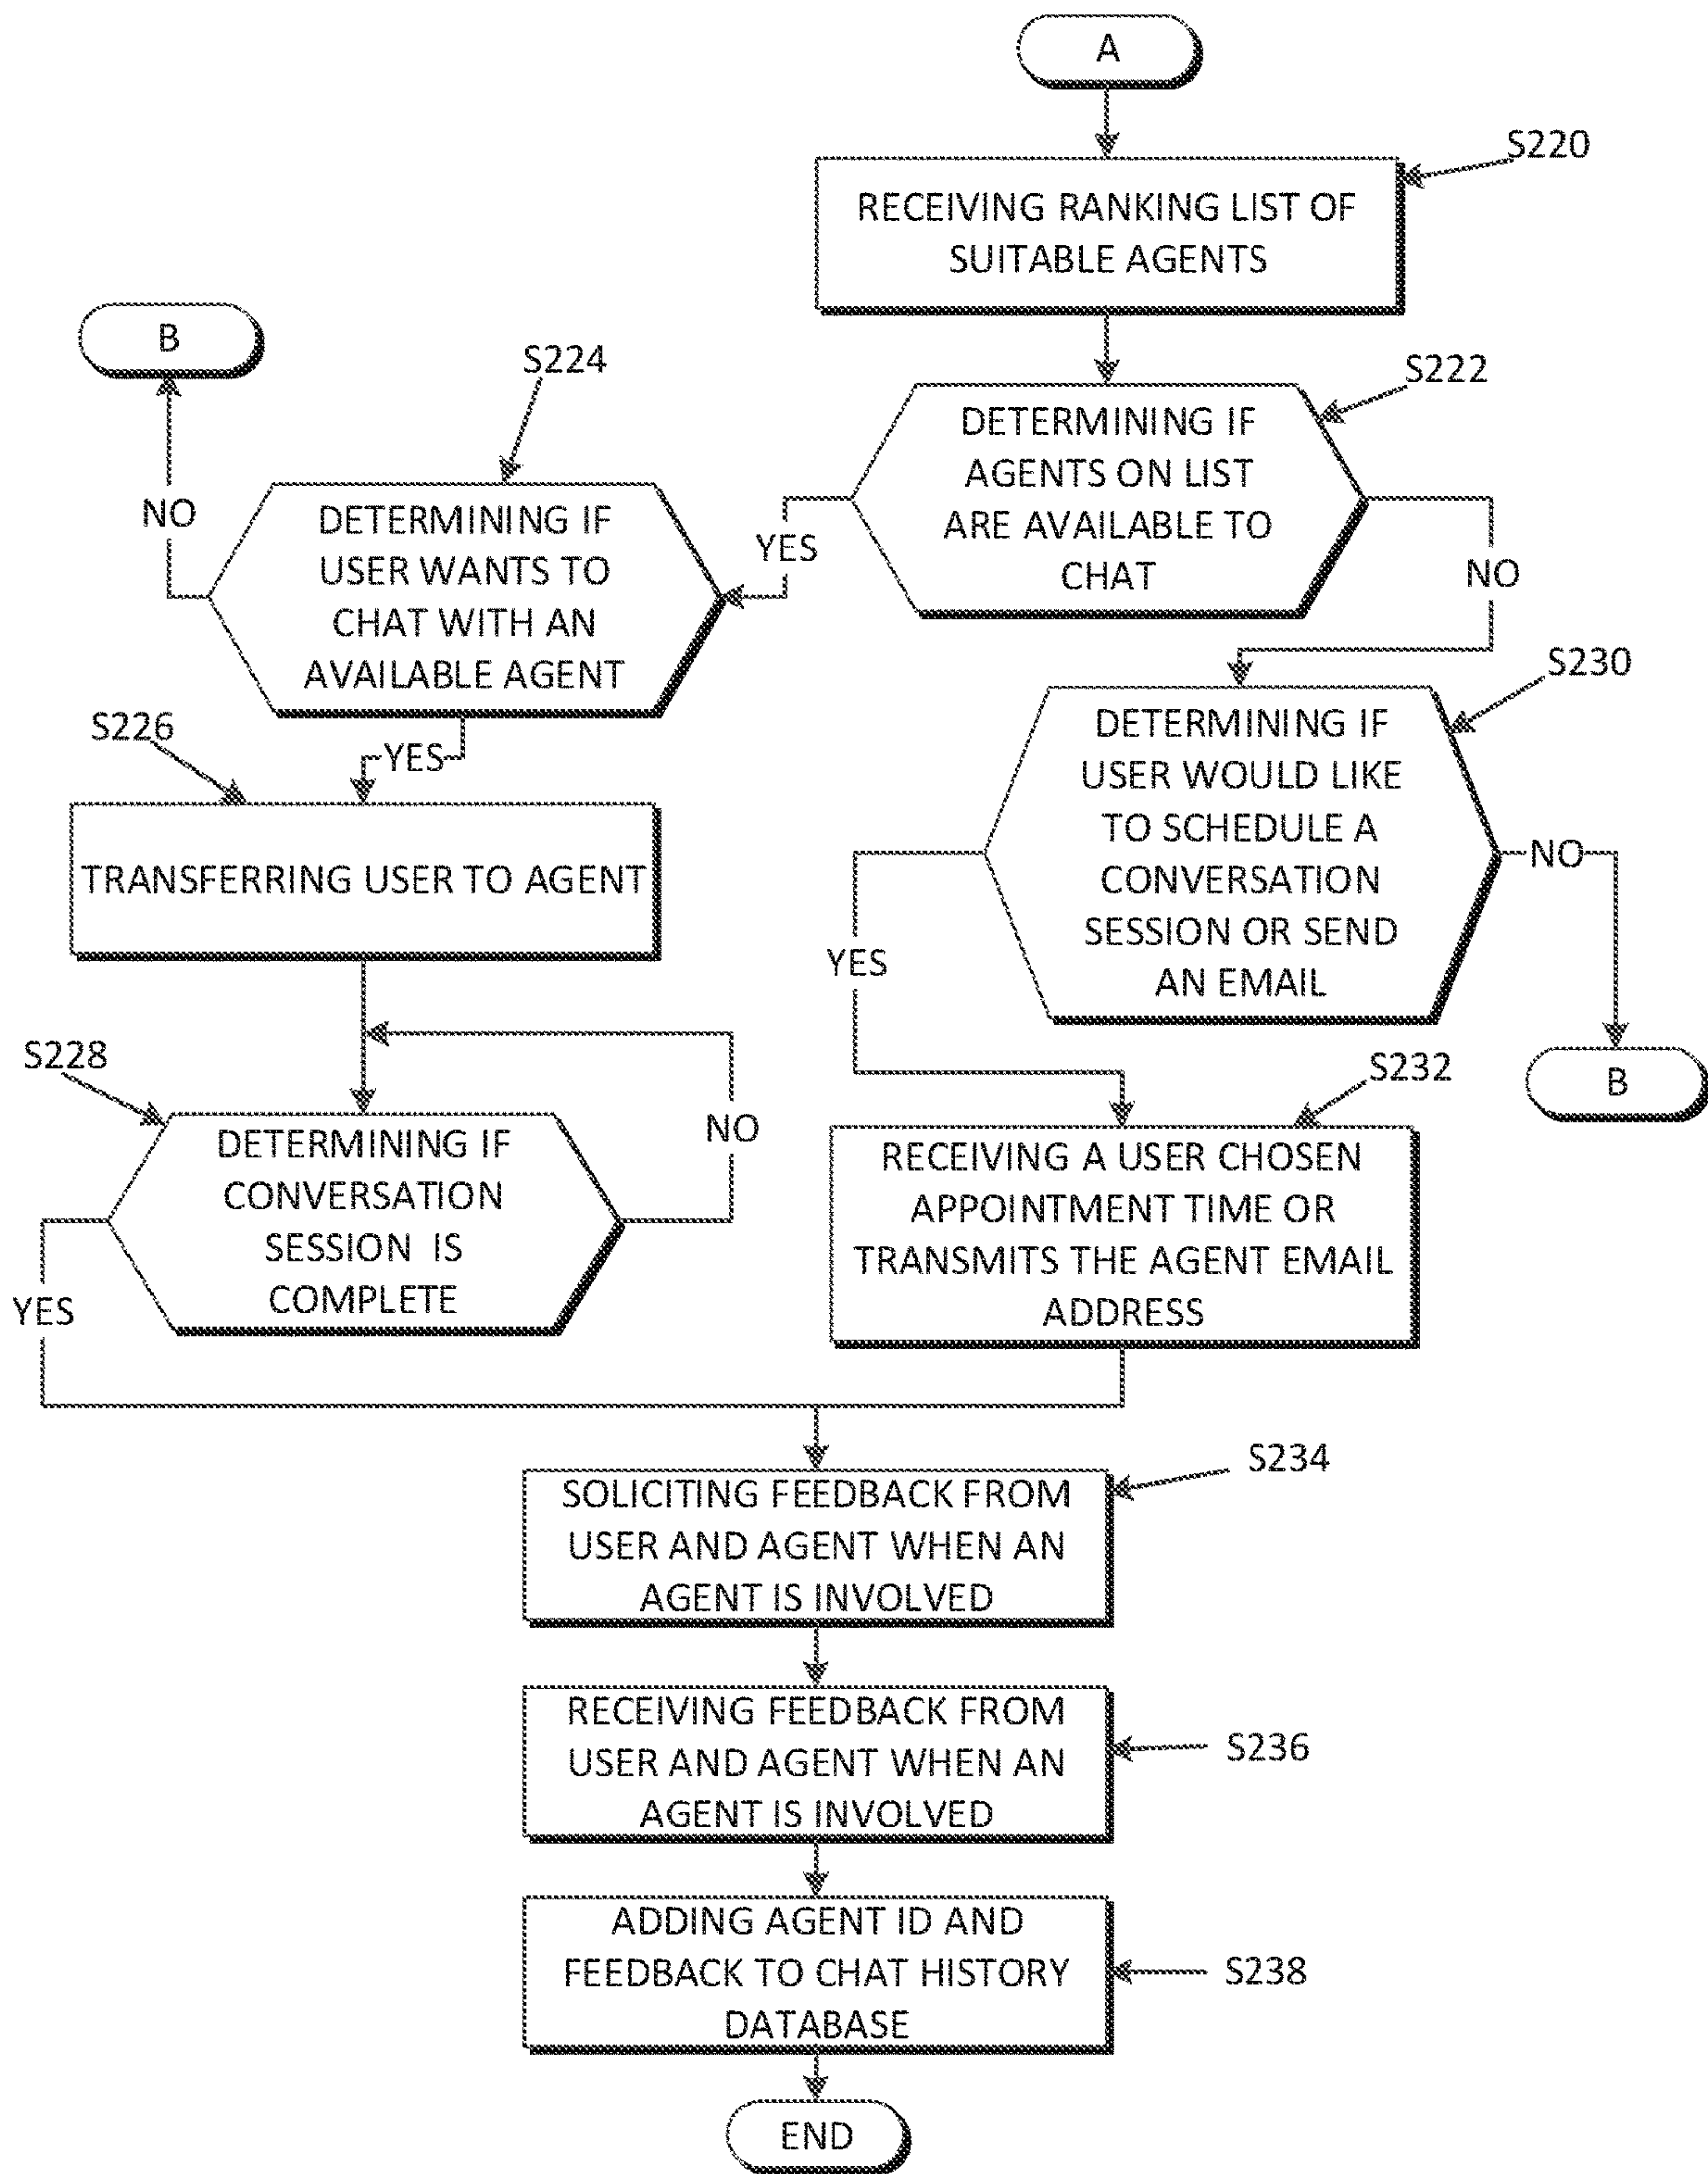 A
S220
RECEIVING RANKING LIST OF
SUITABLE AGENTS
B
S224
S222
DETERMINING IF
AGENTS ON LIST
ARE AVAILABLE TO
CHAT
NO
DETERMINING IF
USER WANTS TO
CHAT WITH AN
AVAILABLE AGENT
YES
NO
S230
S226
YES
DETERMINING IF
USER WOULD LIKE
TO SCHEDULE A
CONVERSATION
SESSION OR SEND
AN EMAIL
NO
TRANSFERRING USER TO AGENT
YES
S228
S232
B
NO
DETERMINING IF
CONVERSATION
SESSION IS
COMPLETE
YES
RECEIVING A USER CHOSEN
APPOINTMENT TIME OR
TRANSMITS THE AGENT EMAIL
ADDRESS
S234
SOLICITING FEEDBACK FROM
USER AND AGENT WHEN AN
AGENT IS INVOLVED
RECEIVING FEEDBACK FROM
USER AND AGENT WHEN AN
AGENT IS INVOLVED
S236
ADDING AGENT ID AND
FEEDBACK TO CHAT HISTORY
DATABASE
S238
END